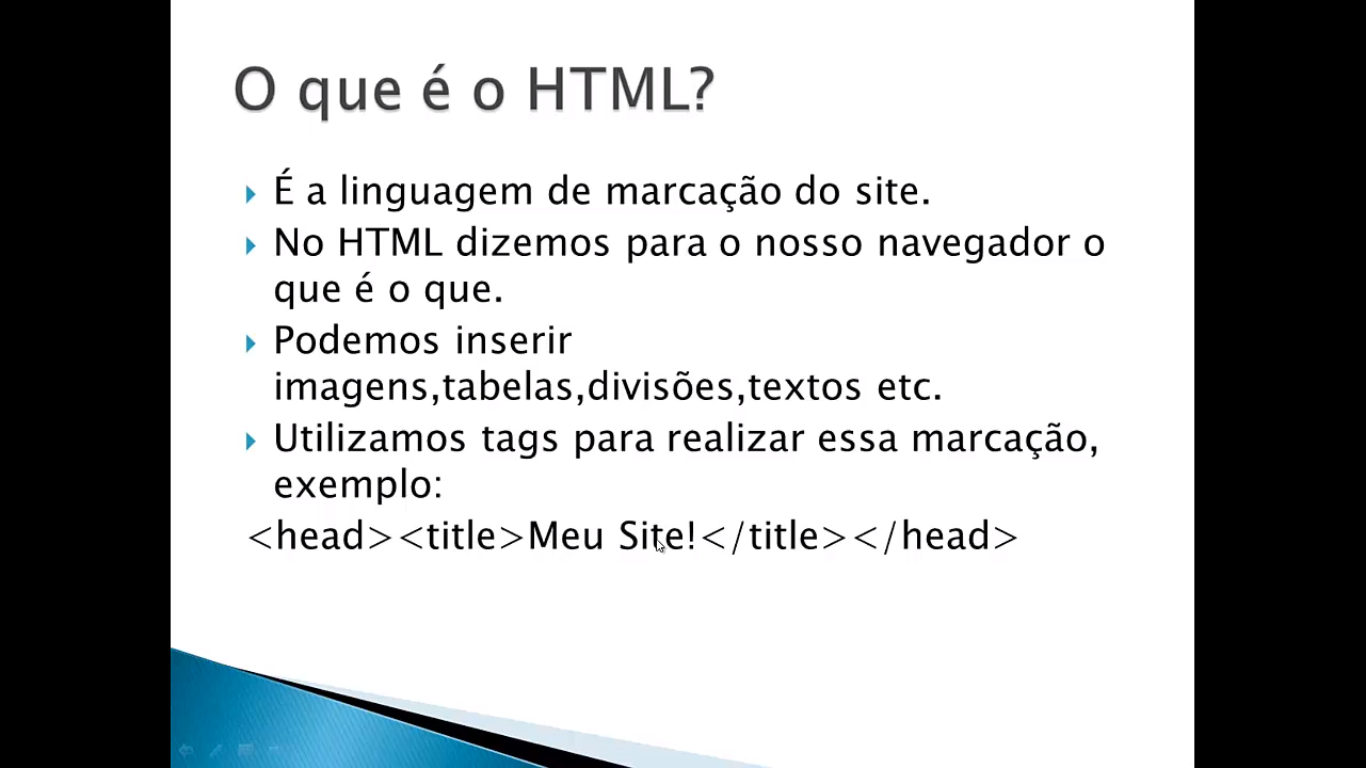 O que é o HTML?
É a linguagem de marcação do site.
No HTML dizemos para o nosso navegador o
que é o que.
Podemos inserir
imagens,tabelas,divisões,textos etc.
Utilizamos tags para realizar essa marcação,
exemplo:
<head><title>Meu Site!</title></head>